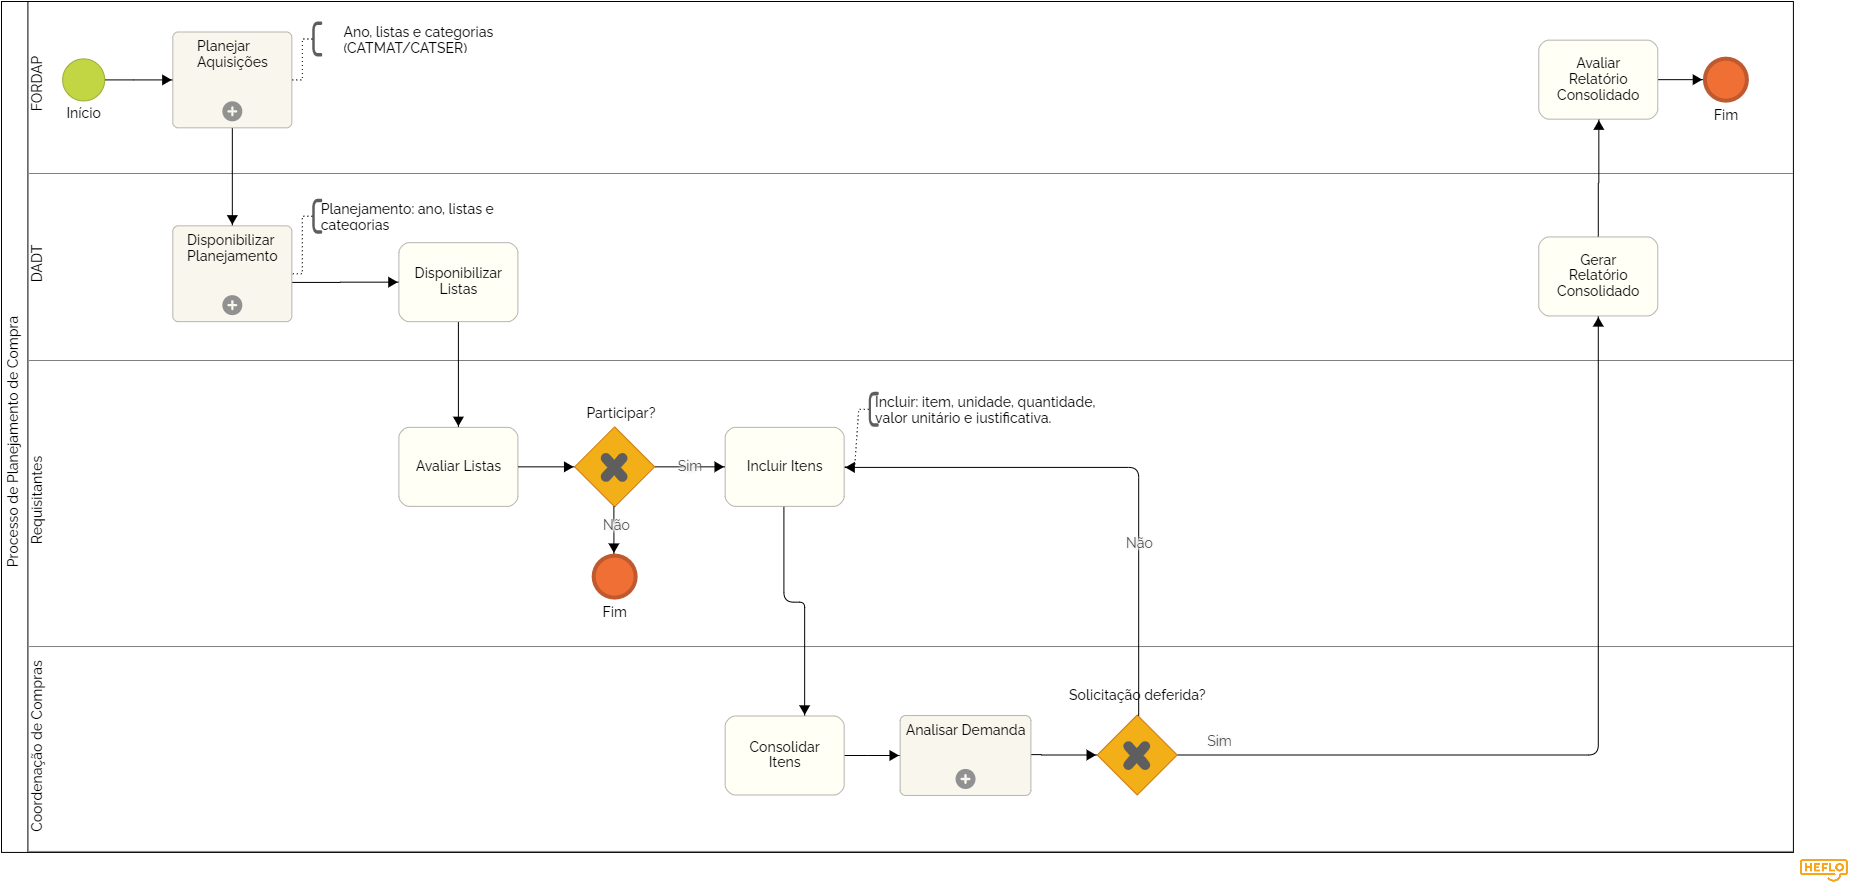 Processo de Planejamento de Compra
FORDAP
Início
Planejar
Aquisições
Ano, listas e categorias
(CATMAT/CATSER)
Avaliar
Relatório
Consolidado
Fim
DADT
Disponibilizar
Planejamento
Planejamento: ano, listas e
categorias
Disponibilizar
Listas
Gerar
Relatório
Consolidado
Requisitantes
Avaliar Listas
Participar?
Sim
Não
Fim
Incluir Itens
Incluir: item, unidade, quantidade,
valor unitário e justificativa.
Não
Coordenação de Compras
Consolidar
Itens
Analisar Demanda
Solicitação deferida?
Sim
HEFLO